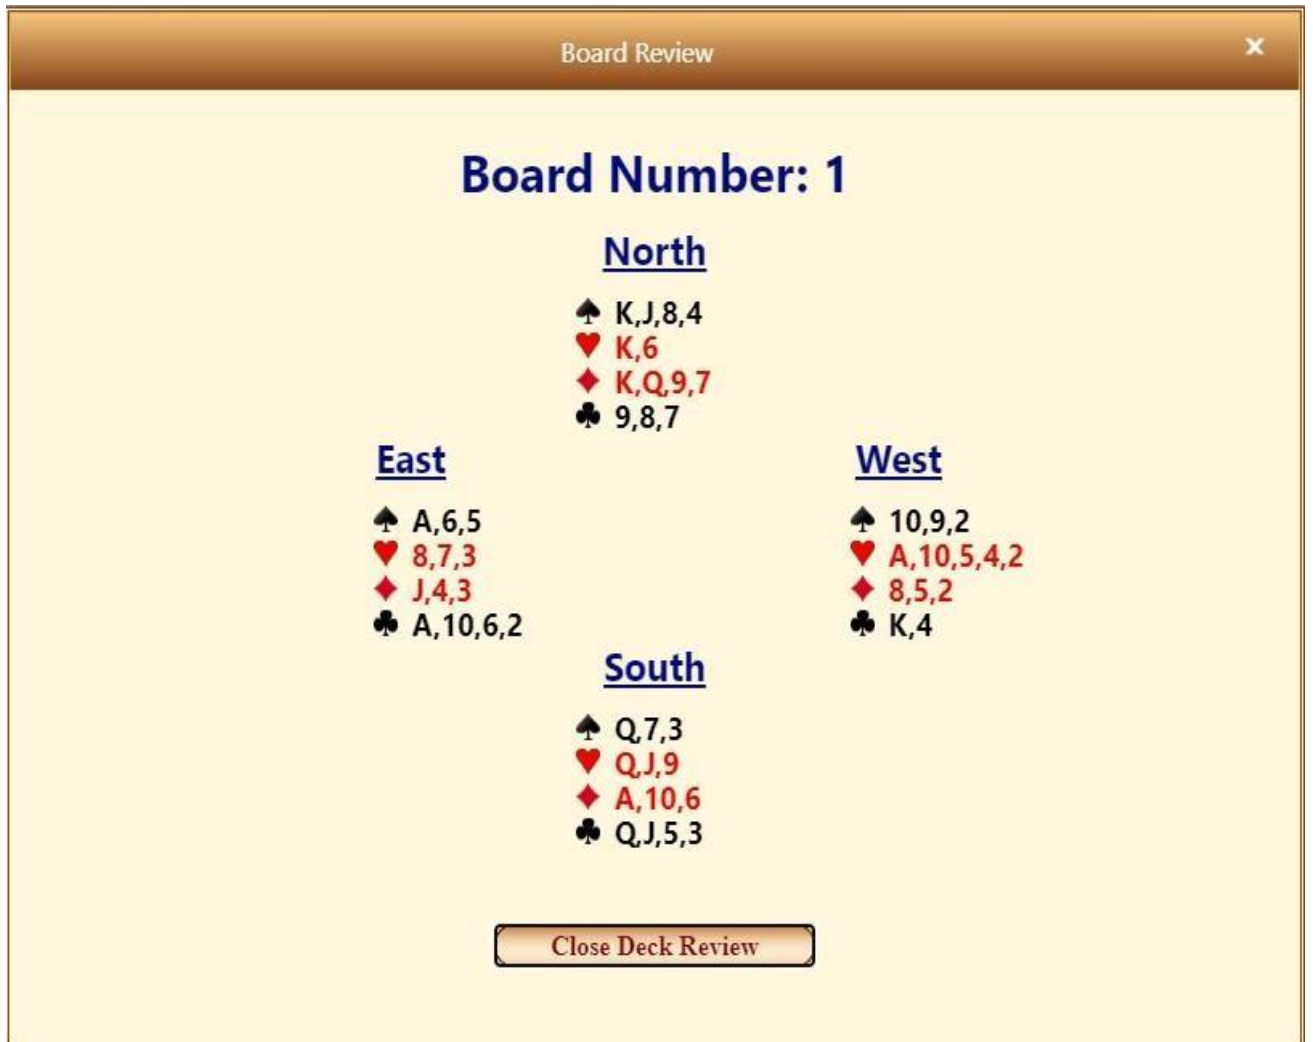 Board Review ×
Board Number: 1
North
♠ K,J,8,4
♥ K,6
♦ K,Q,9,7
♣ 9,8,7
East
♠ A,6,5
♥ 8,7,3
♦ J,4,3
♣ A,10,6,2
West
♠ 10,9,2
♥ A,10,5,4,2
♦ 8,5,2
♣ K,4
South
♠ Q,7,3
♥ Q,J,9
♦ A,10,6
♣ Q,J,5,3
Close Deck Review